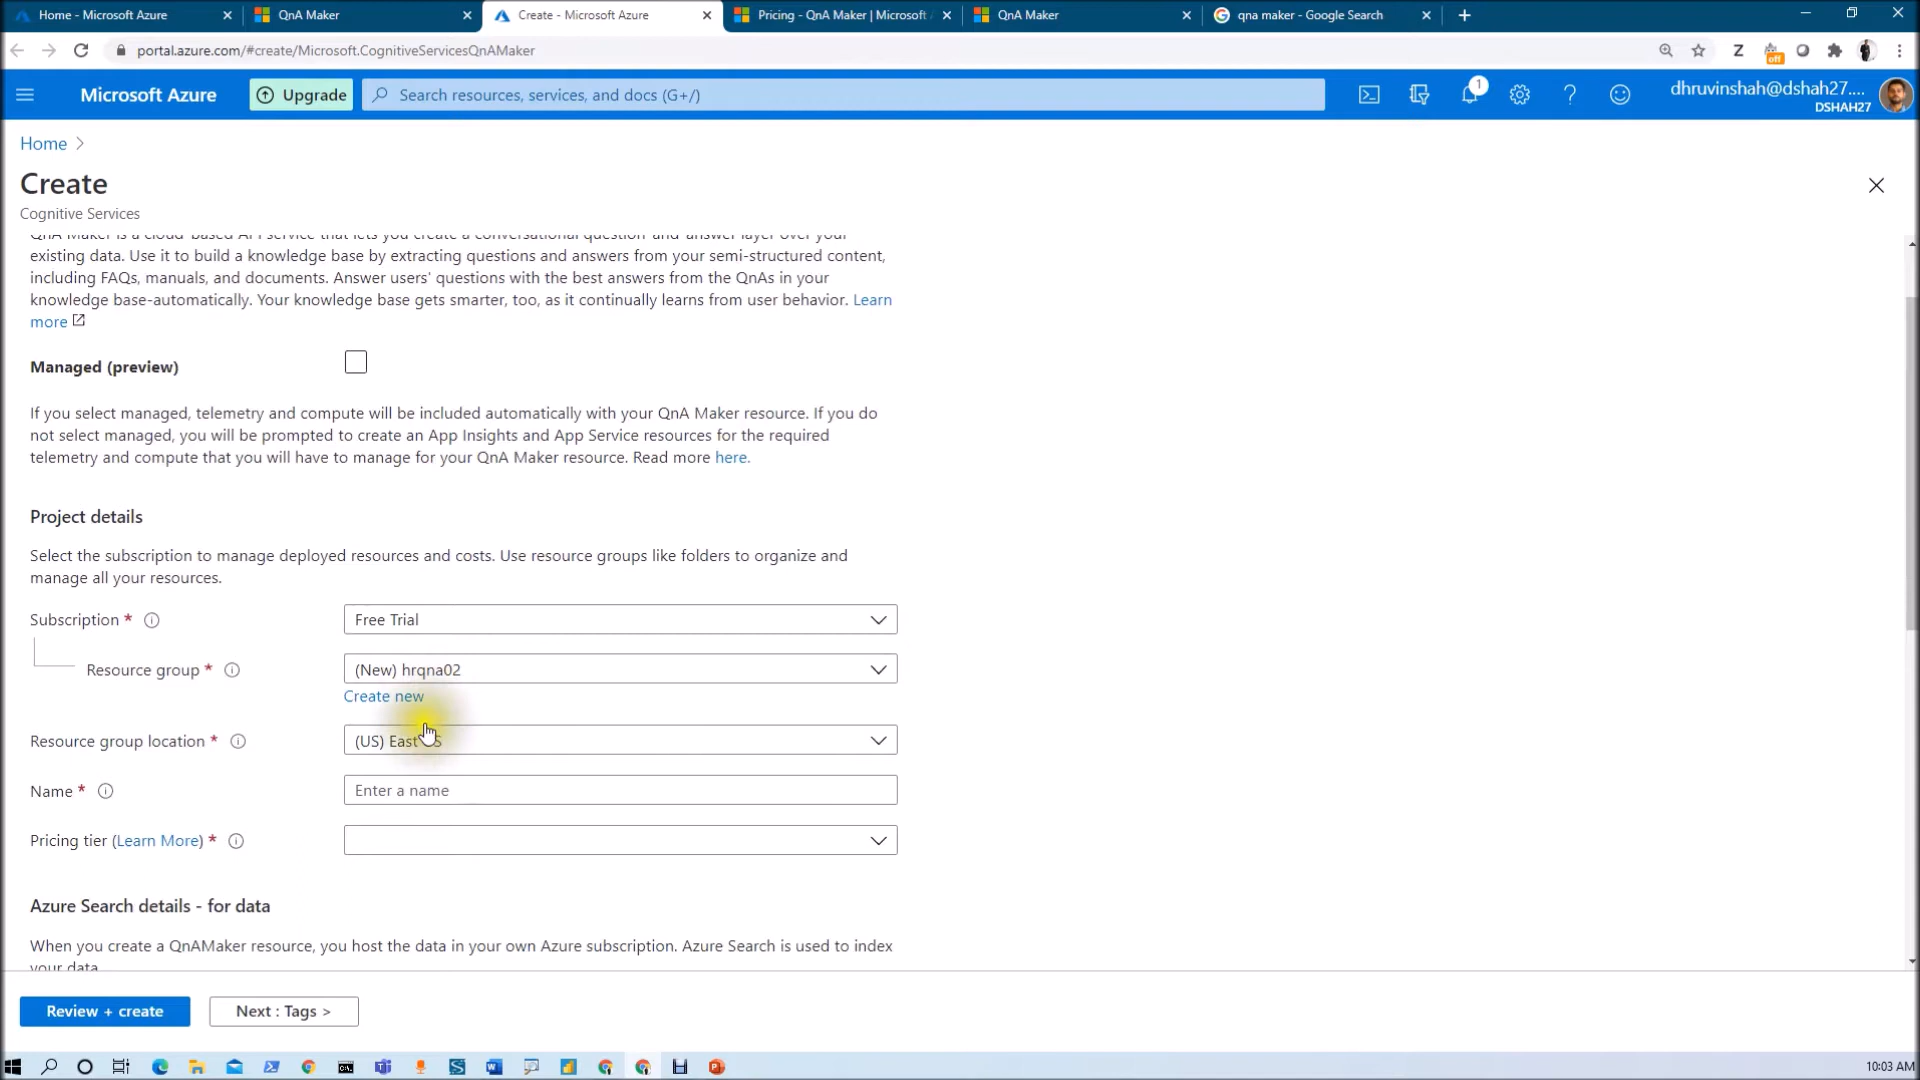 Home - Microsoft Azure
QnA Maker
Create - Microsoft Azure
Pricing - QnA Maker | Microsoft
QnA Maker
qna maker - Google Search
portal.azure.com/#create/Microsoft.CognitiveServicesQnAMaker
Z
off
Microsoft Azure
Upgrade
Search resources, services, and docs (G+/)
1
dhruvinshah@dshah27....
DSHAH27
Home >
Create
Cognitive Services
QnA Maker is a cloud-based API service that lets you create a conversational question-and-answer layer over your
existing data. Use it to build a knowledge base by extracting questions and answers from your semi-structured content,
including FAQs, manuals, and documents. Answer users' questions with the best answers from the QnAs in your
knowledge base-automatically. Your knowledge base gets smarter, too, as it continually learns from user behavior. Learn
more
Managed (preview)
If you select managed, telemetry and compute will be included automatically with your QnA Maker resource. If you do
not select managed, you will be prompted to create an App Insights and App Service resources for the required
telemetry and compute that you will have to manage for your QnA Maker resource. Read more here.
Project details
Select the subscription to manage deployed resources and costs. Use resource groups like folders to organize and
manage all your resources.
Subscription *
Free Trial
Resource group *
(New) hrqna02
Create new
Resource group location *
(US) East US
Name *
Enter a name
Pricing tier (Learn More) *
Azure Search details - for data
When you create a QnAMaker resource, you host the data in your own Azure subscription. Azure Search is used to index
your data.
Review + create
Next : Tags >
10:03 AM